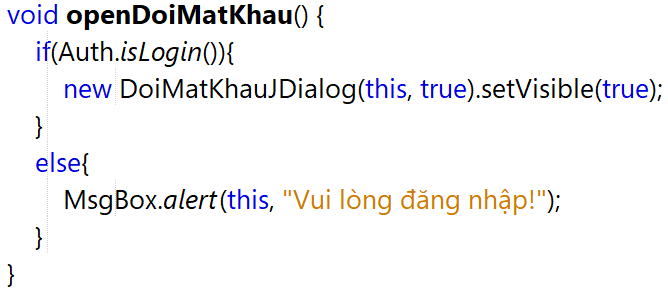 void openDoiMatKhau() {
if(Auth.isLogin()){
new DoiMatKhauJDialog(this, true).setVisible(true);
}
else{
MsgBox.alert(this, "Vui lòng đăng nhập!");
}
}